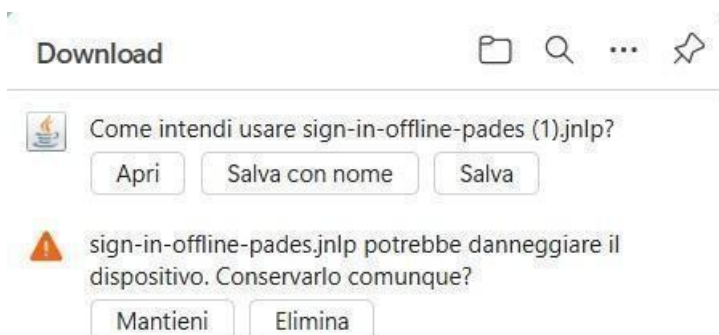 Download
Come intendi usare sign-in-offline-pades (1).jnlp?
Apri Salva con nome Salva
sign-in-offline-pades.jnlp potrebbe danneggiare il
dispositivo. Conservarlo comunque?
Mantieni Elimina